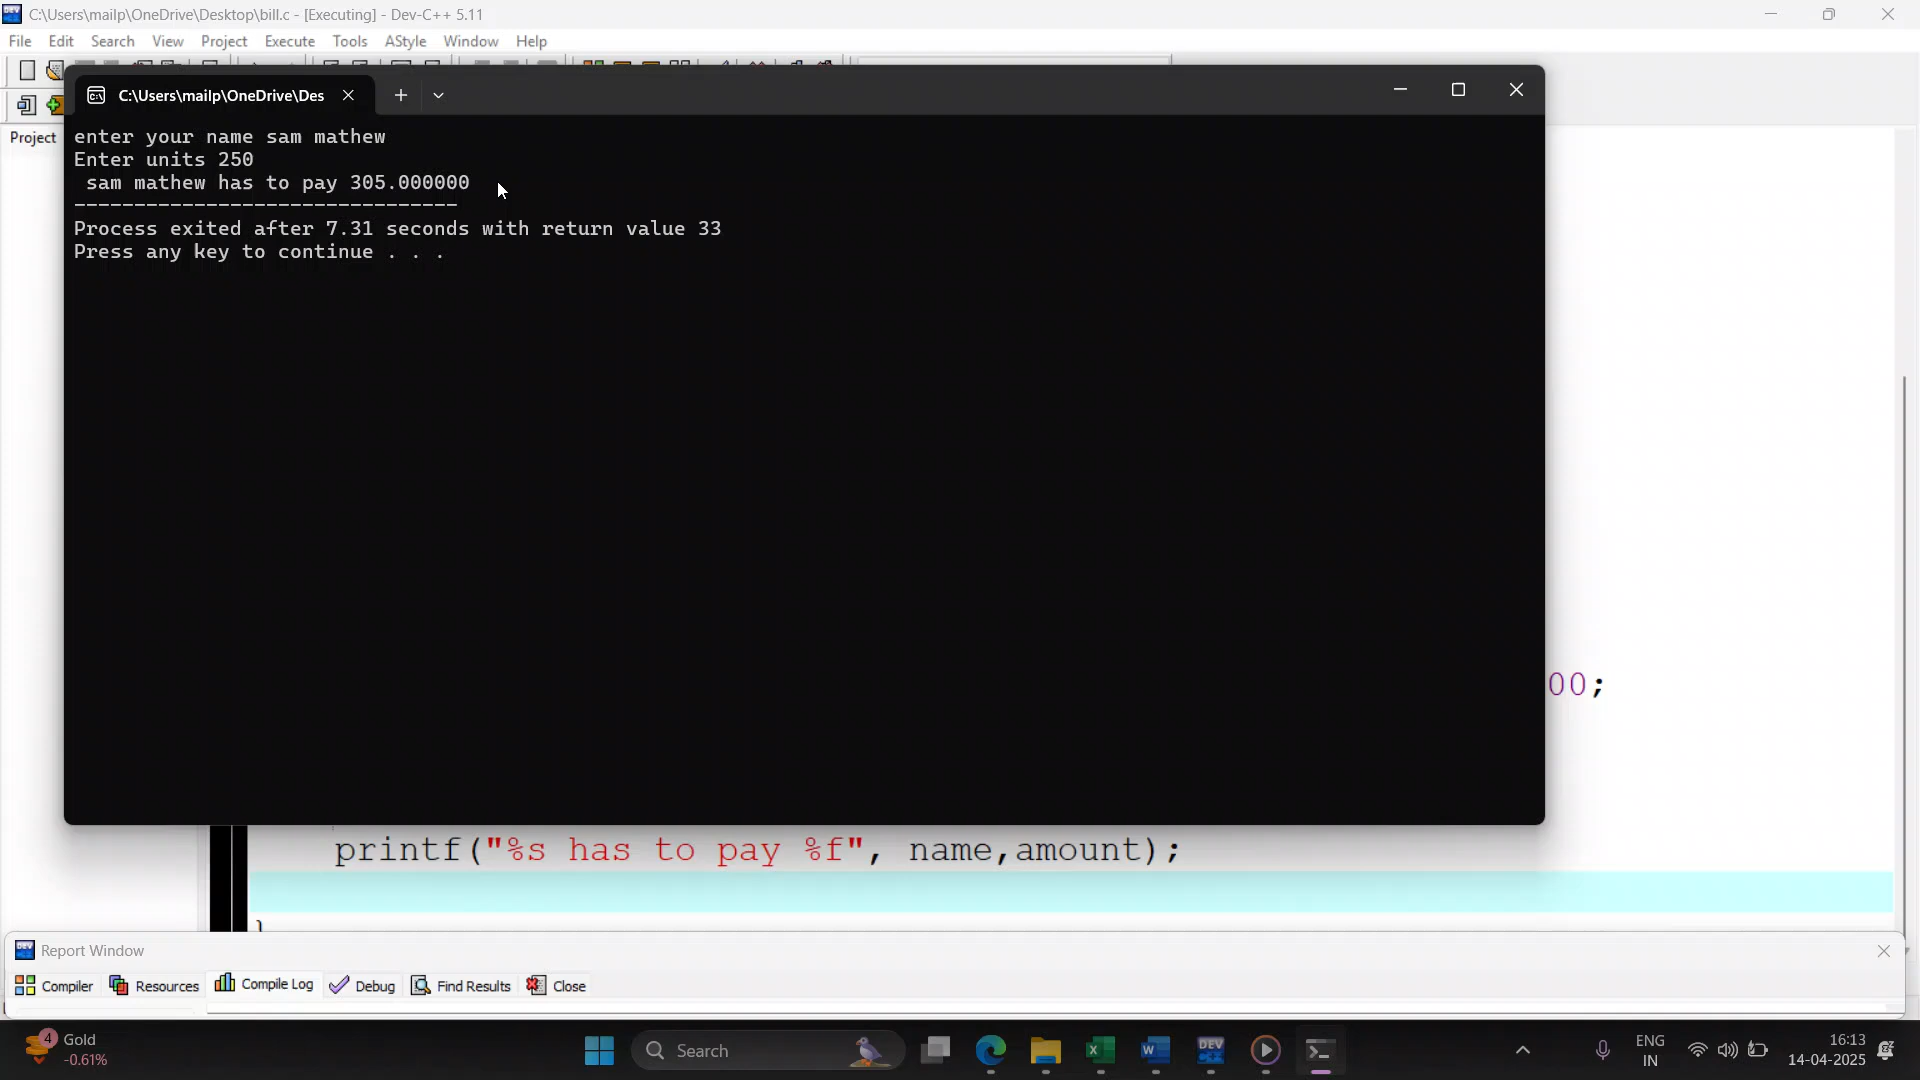 C:\Users\mailp\OneDrive\Desktop\bill.c - [Executing] - Dev-C++ 5.11
File Edit Search View Project Execute Tools AStyle Window Help
C:\Users\mailp\OneDrive\Des
Project
enter your name sam mathew
Enter units 250
sam mathew has to pay 305.000000
--------------------------------
Process exited after 7.31 seconds with return value 33
Press any key to continue . . .
00;
printf("%s has to pay %f", name,amount);
}
Report Window
Compiler Resources Compile Log Debug Find Results Close
4 Gold
-0.61%
Search
ENG
IN
16:13
14-04-2025